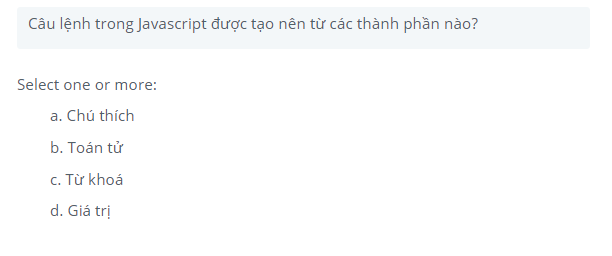 Câu lệnh trong Javascript được tạo nên từ các thành phần nào?
Select one or more:
a. Chú thích
b. Toán tử
c. Từ khoá
d. Giá trị